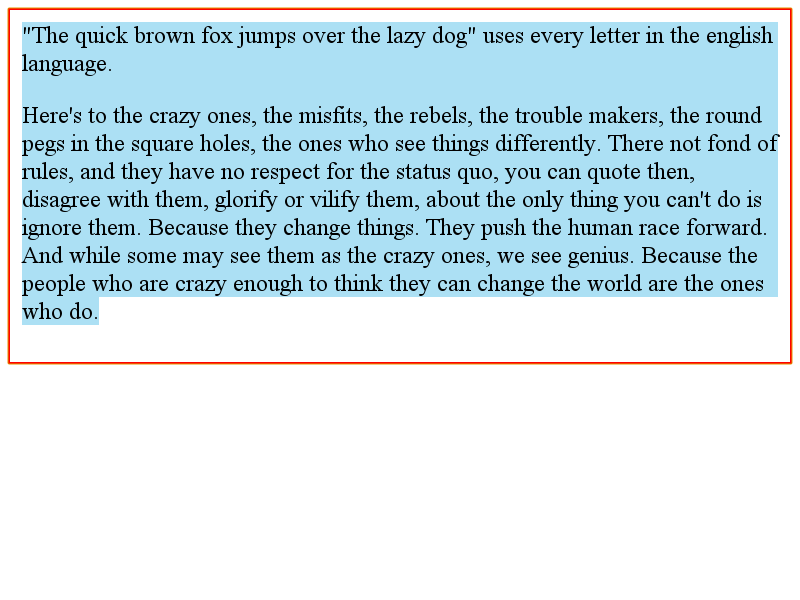 "The quick brown fox jumps over the lazy dog" uses every letter in the english
language.
Here's to the crazy ones, the misfits, the rebels, the trouble makers, the round
pegs in the square holes, the ones who see things differently. There not fond of
rules, and they have no respect for the status quo, you can quote then,
disagree with them, glorify or vilify them, about the only thing you can't do is
ignore them. Because they change things. They push the human race forward.
And while some may see them as the crazy ones, we see genius. Because the
people who are crazy enough to think they can change the world are the ones
who do.